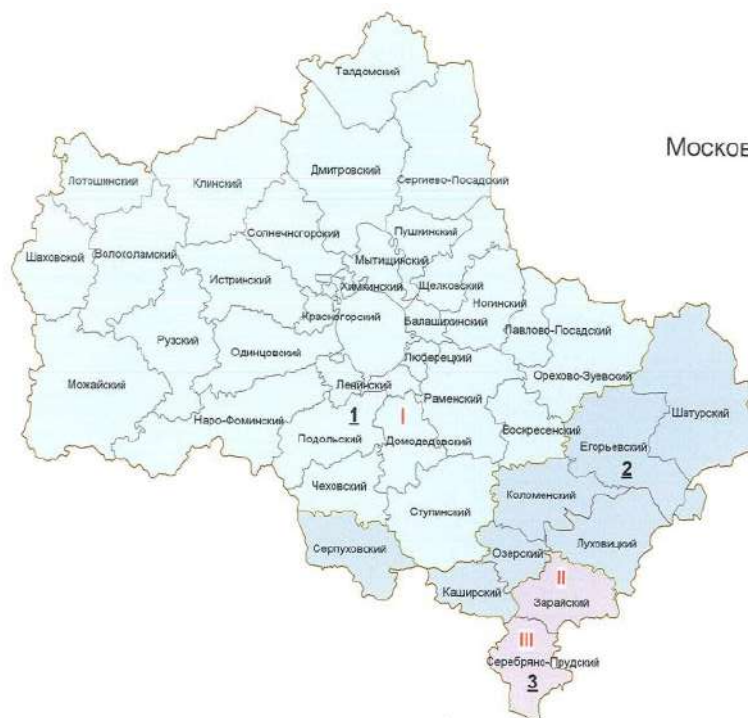 Талдомский
Москов
Дмитровский
Сергиево-Посадский
Лотошинский
Клинский
Солнечногорский
Пушкинский
Шаховской
Волоколамский
Мытищинский
Истринский
Химкинский
Щелковский
Ногинский
Красногорский
Балашихинский
Павлово-Посадский
Рузский
Одинцовский
Люберецкий
Орехово-Зуевский
Можайский
Ленинский
Раменский
Шатурский
Наро-Фоминский
1
I
Воскресенский
Подольский
Домодедовский
Егорьевский
2
Чеховский
Коломенский
Ступинский
Серпуховский
Озерский
Луховицкий
II
Каширский
Зарайский
III
Серебряно-Прудский
3